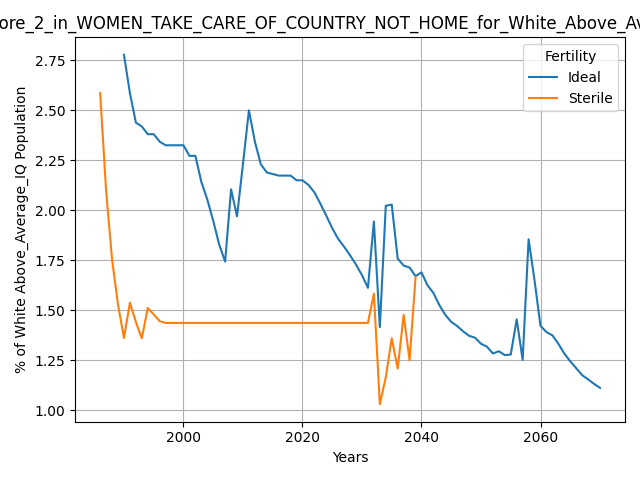 ore_2_in_WOMEN_TAKE_CARE_OF_COUNTRY_NOT_HOME_for_White_Above_Av
Fertility
Ideal
Sterile
% of White Above_Average_IQ Population
2.75
2.50
2.25
2.00
1.75
1.50
1.25
1.00
2000 2020 2040 2060
Years